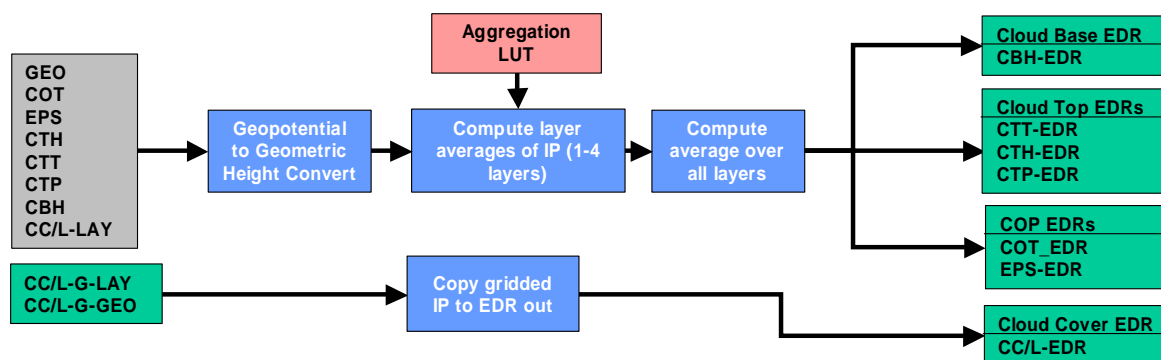 Aggregation
LUT
GEO
COT
EPS
CTH
CTT
CTP
CBH
CC/L-LAY
Geopotential
to Geometric
Height Convert
Compute layer
averages of IP (1-4
layers)
Compute
average over
all layers
Cloud Base EDR
CBH-EDR
Cloud Top EDRs
CTT-EDR
CTH-EDR
CTP-EDR
COP EDRs
COT_EDR
EPS-EDR
CC/L-G-LAY
CC/L-G-GEO
Copy gridded
IP to EDR out
Cloud Cover EDR
CC/L-EDR